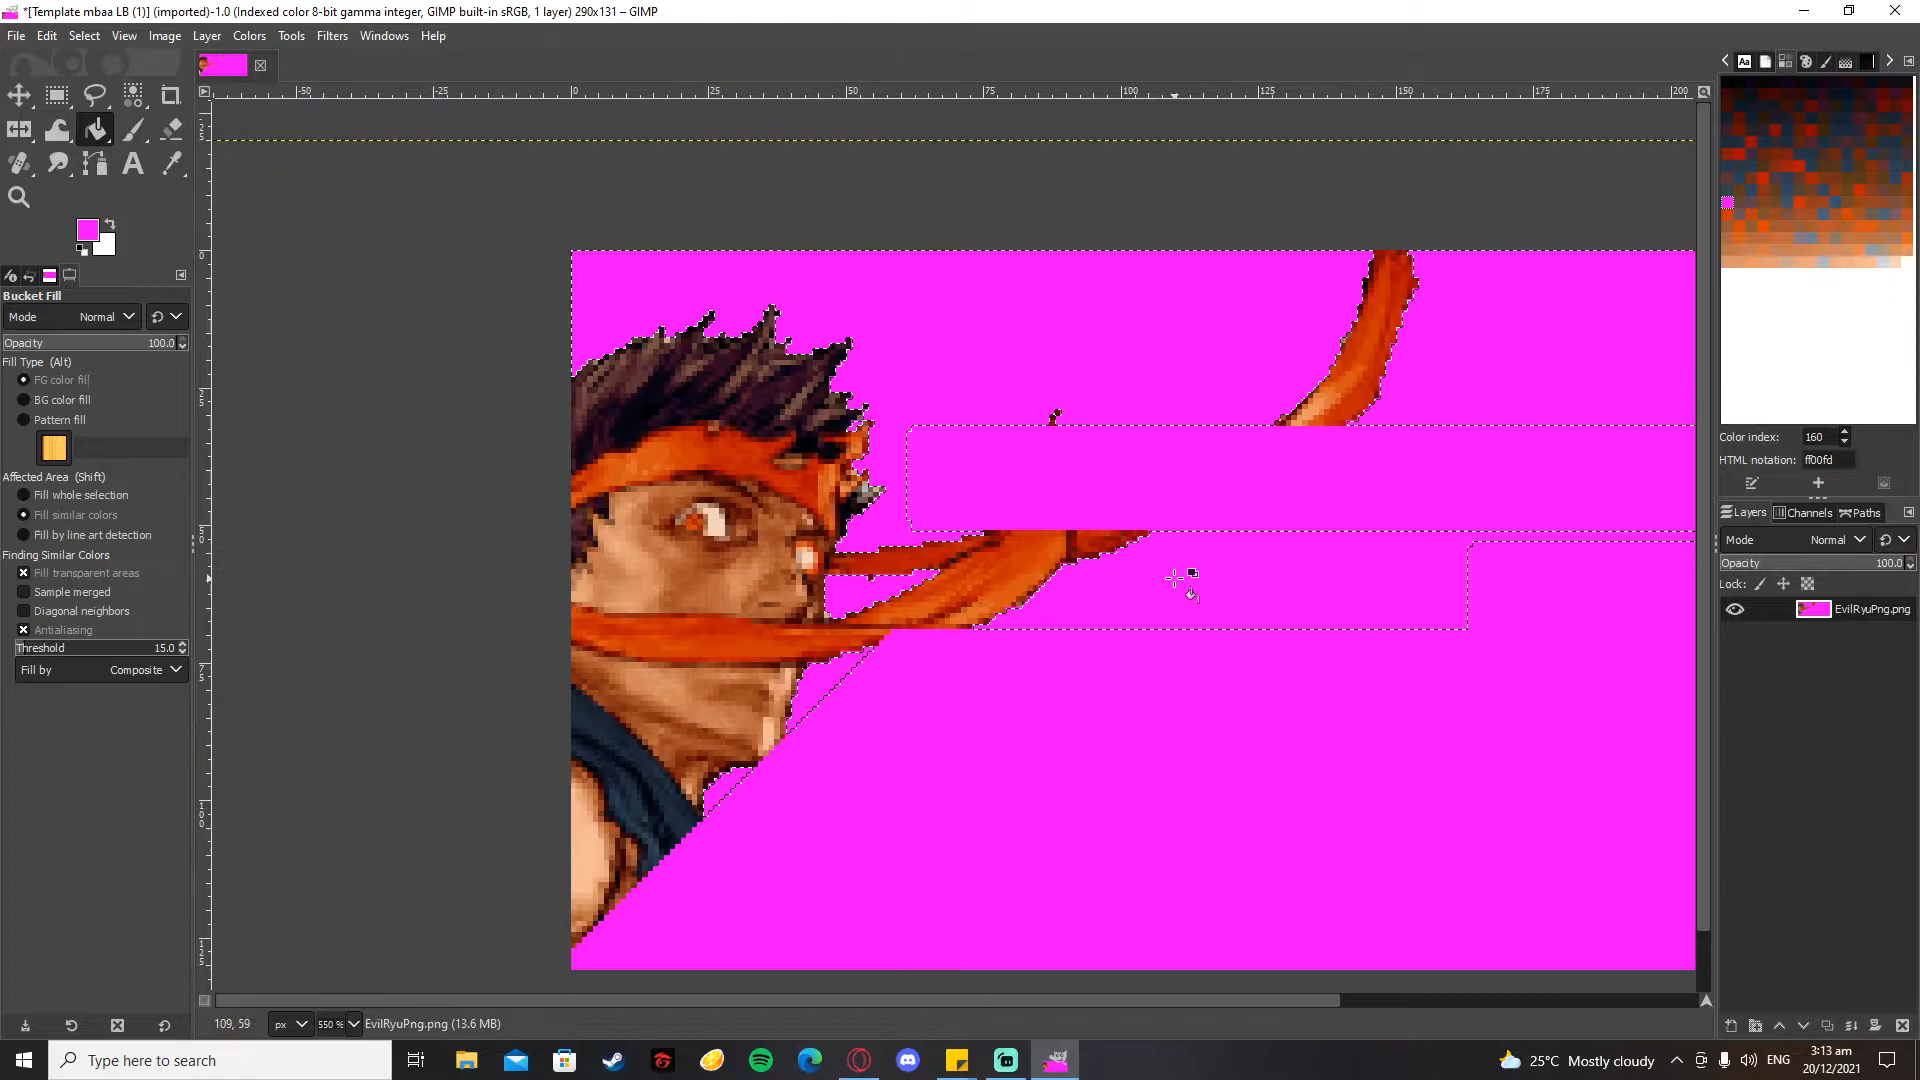 *[Template mbaa LB (1)] (imported)-1.0 (Indexed color 8-bit gamma integer, GIMP built-in sRGB, 1 layer) 290x131 – GIMP
File Edit Select View Image Layer Colors Tools Filters Windows Help
-50 -25 0 25 50 75 100 125 150 175 200
Bucket Fill
Mode Normal
Opacity 100.0
Fill Type (Alt)
FG color fill
BG color fill
Pattern fill
Affected Area (Shift)
Fill whole selection
Fill similar colors
Fill by line art detection
Finding Similar Colors
Fill transparent areas
Sample merged
Diagonal neighbors
Antialiasing
Threshold 15.0
Fill by Composite
0
25
50
75
100
125
Color index: 160
HTML notation: ff00fd
Layers Channels Paths
Mode Normal
Opacity 100.0
Lock:
EvilRyuPng.png
109, 59 px 550 % EvilRyuPng.png (13.6 MB)
Type here to search
25°C Mostly cloudy
ENG
3:13 am
20/12/2021